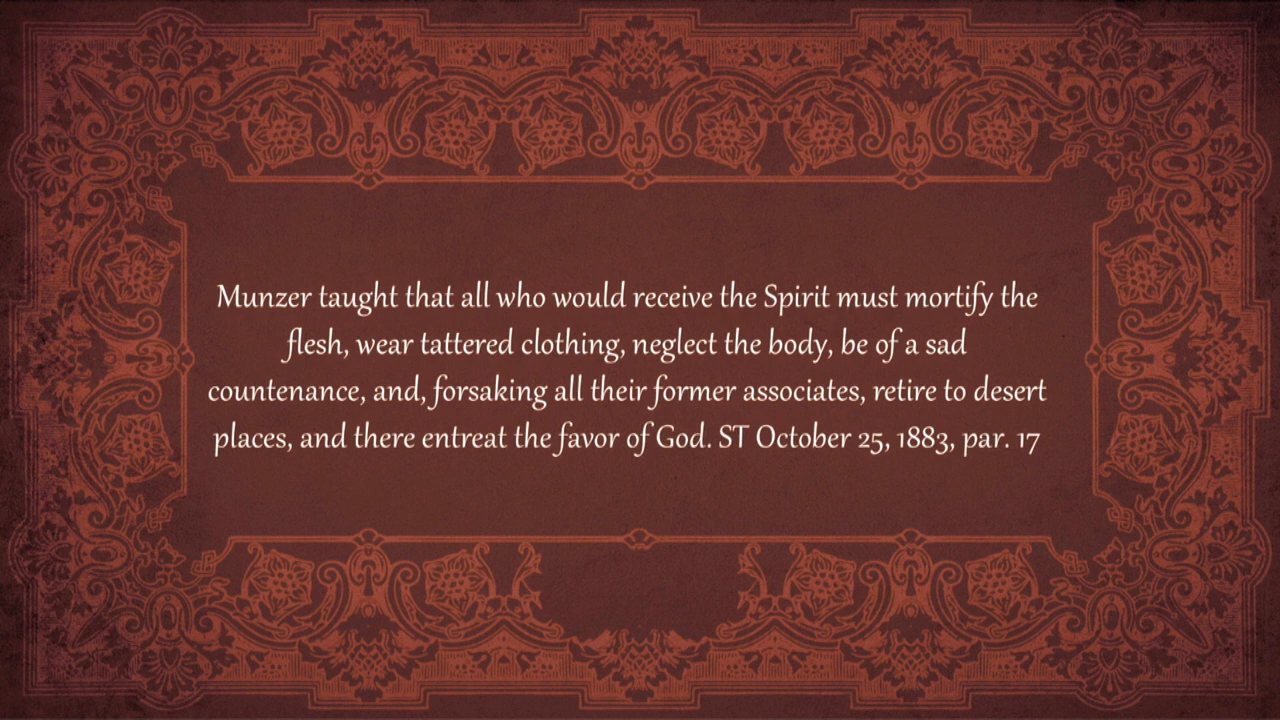 Munzer taught that all who would receive the Spirit must mortify the
flesh, wear tattered clothing, neglect the body, be of a sad
countenance, and, forsaking all their former associates, retire to desert
places, and there entreat the favor of God. ST October 25, 1883, par. 17